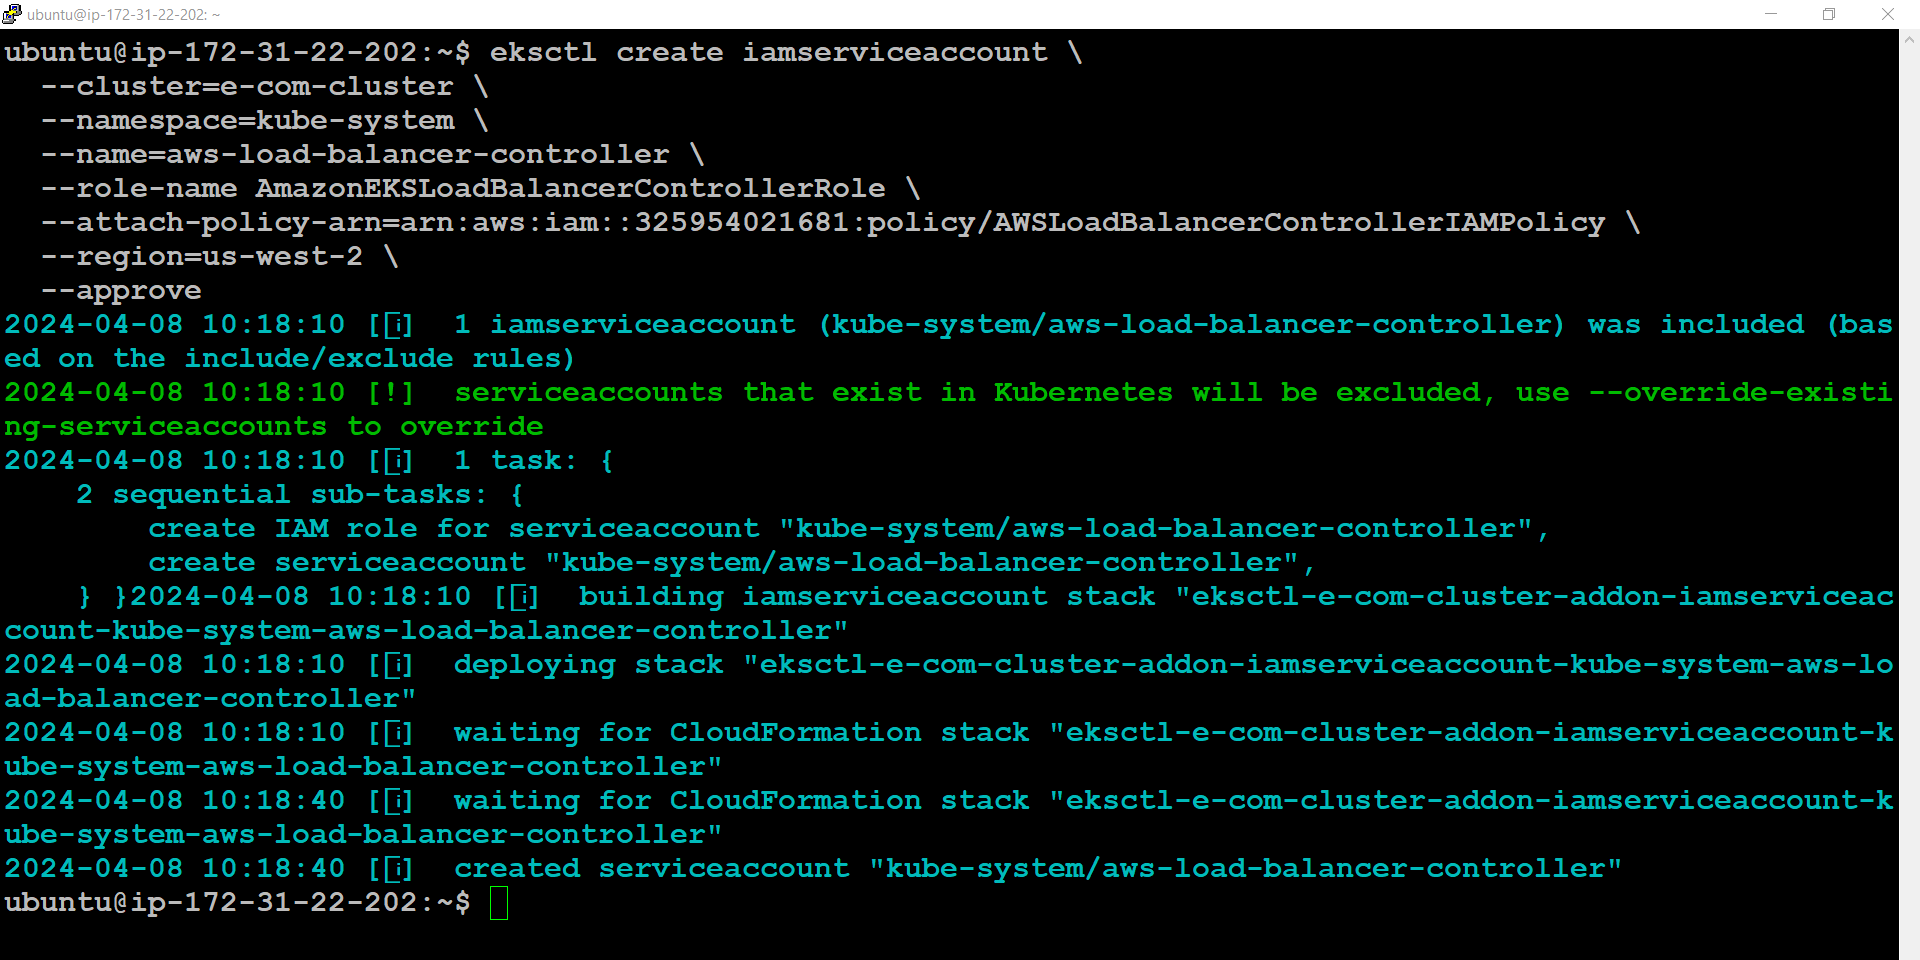 ubuntu@ip-172-31-22-202: ~
ubuntu@ip-172-31-22-202:~$ eksctl create iamserviceaccount \
  --cluster=e-com-cluster \
  --namespace=kube-system \
  --name=aws-load-balancer-controller \
  --role-name AmazonEKSLoadBalancerControllerRole \
  --attach-policy-arn=arn:aws:iam::325954021681:policy/AWSLoadBalancerControllerIAMPolicy \
  --region=us-west-2 \
  --approve
2024-04-08 10:18:10 [ℹ]  1 iamserviceaccount (kube-system/aws-load-balancer-controller) was included (bas
ed on the include/exclude rules)
2024-04-08 10:18:10 [!]  serviceaccounts that exist in Kubernetes will be excluded, use --override-existi
ng-serviceaccounts to override
2024-04-08 10:18:10 [ℹ]  1 task: {
    2 sequential sub-tasks: {
        create IAM role for serviceaccount "kube-system/aws-load-balancer-controller",
        create serviceaccount "kube-system/aws-load-balancer-controller",
    } }2024-04-08 10:18:10 [ℹ]  building iamserviceaccount stack "eksctl-e-com-cluster-addon-iamserviceac
count-kube-system-aws-load-balancer-controller"
2024-04-08 10:18:10 [ℹ]  deploying stack "eksctl-e-com-cluster-addon-iamserviceaccount-kube-system-aws-lo
ad-balancer-controller"
2024-04-08 10:18:10 [ℹ]  waiting for CloudFormation stack "eksctl-e-com-cluster-addon-iamserviceaccount-k
ube-system-aws-load-balancer-controller"
2024-04-08 10:18:40 [ℹ]  waiting for CloudFormation stack "eksctl-e-com-cluster-addon-iamserviceaccount-k
ube-system-aws-load-balancer-controller"
2024-04-08 10:18:40 [ℹ]  created serviceaccount "kube-system/aws-load-balancer-controller"
ubuntu@ip-172-31-22-202:~$